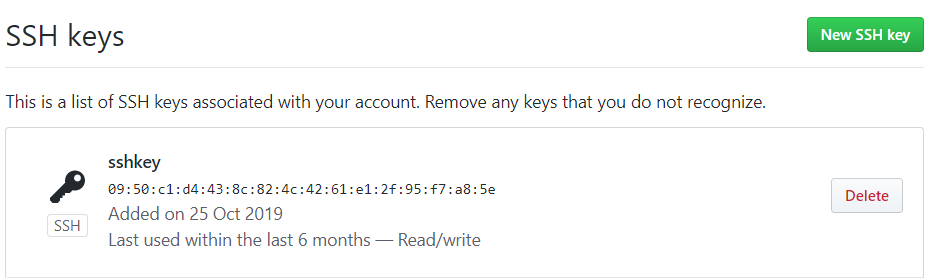 SSH keys
New SSH key
This is a list of SSH keys associated with your account. Remove any keys that you do not recognize.
sshkey
09:50:c1:d4:43:8c:82:4c:42:61:e1:2f:95:f7:a8:5e
Added on 25 Oct 2019
Last used within the last 6 months — Read/write
SSH
Delete